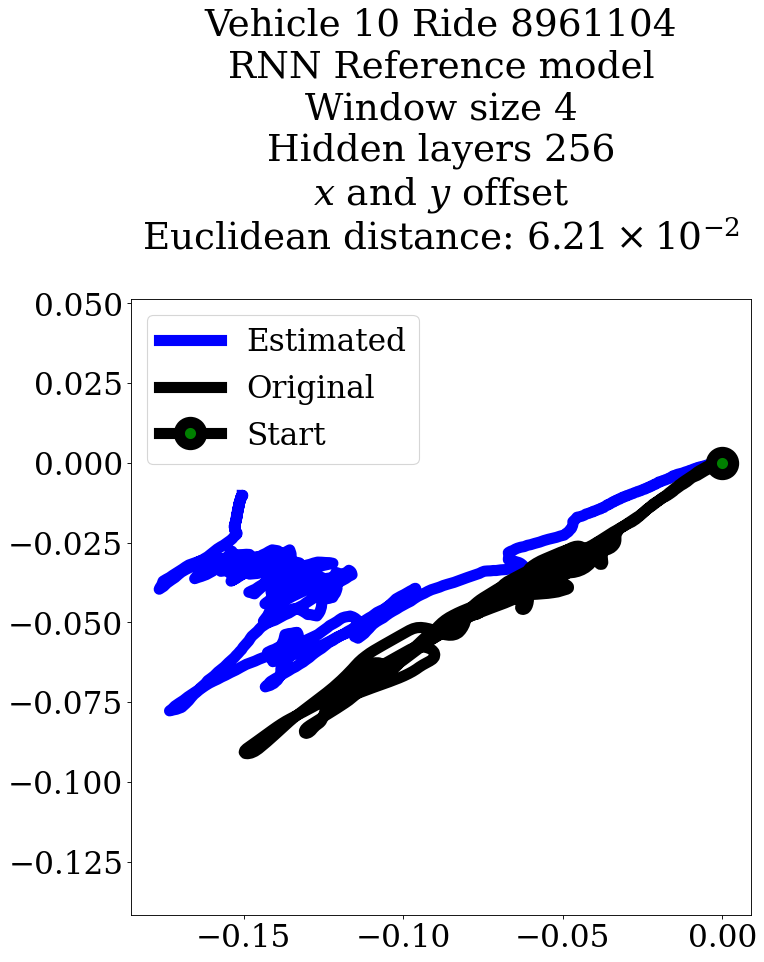 Vehicle 10 Ride 8961104
RNN Reference model
Window size 4
Hidden layers 256
x and y offset
Euclidean distance: 6.21 × 10⁻²
0.050
0.025
0.000
−0.025
−0.050
−0.075
−0.100
−0.125
Estimated
Original
Start
−0.15 −0.10 −0.05 0.00